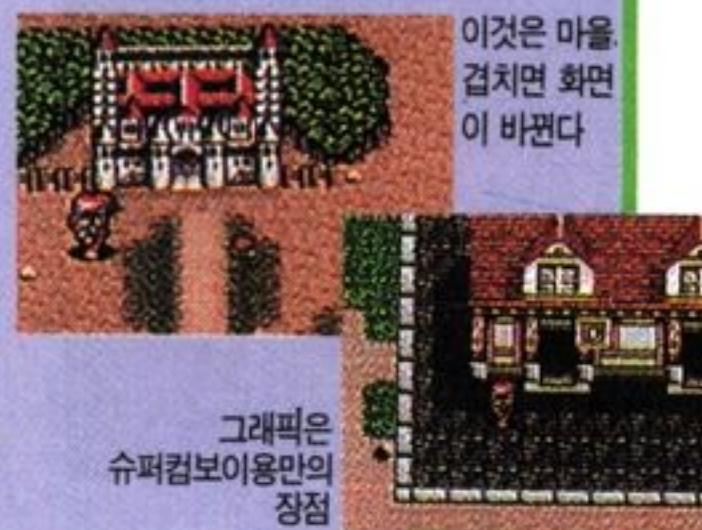 이것은 마을.
겹치면 화면
이 바뀐다
그래픽은
슈퍼컴보이용만의
장점